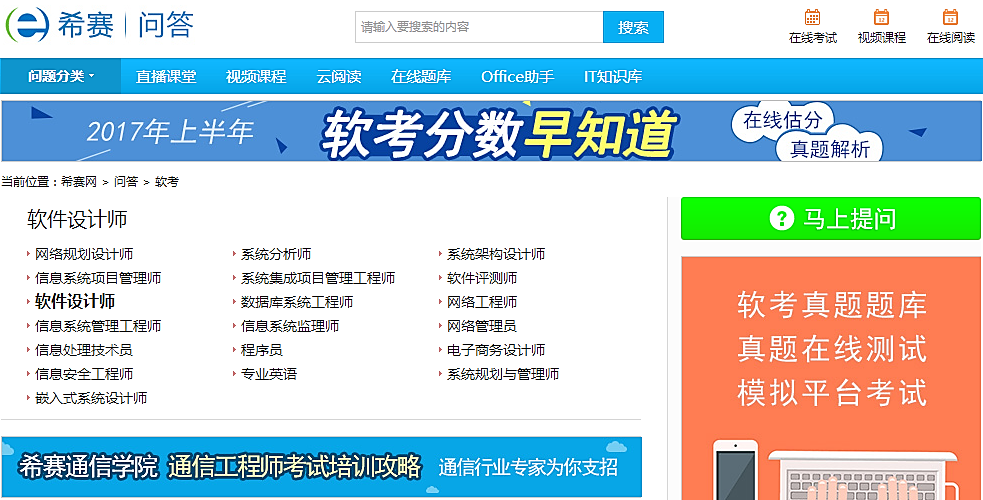 希赛 | 问答
请输入要搜索的内容
搜索
在线考试 视频课程 在线阅读
问题分类 直播课堂 视频课程 云阅读 在线题库 Office助手 IT知识库
2017年上半年 软考分数早知道 在线估分
真题解析
当前位置：希赛网 > 问答 > 软考
软件设计师
网络规划设计师 系统分析师 系统架构设计师
信息系统项目管理师 系统集成项目管理工程师 软件评测师
软件设计师 数据库系统工程师 网络工程师
信息系统管理工程师 信息系统监理师 网络管理员
信息处理技术员 程序员 电子商务设计师
信息安全工程师 专业英语 系统规划与管理师
嵌入式系统设计师
? 马上提问
软考真题题库
真题在线测试
模拟平台考试
希赛通信学院 通信工程师考试培训攻略 通信行业专家为你支招